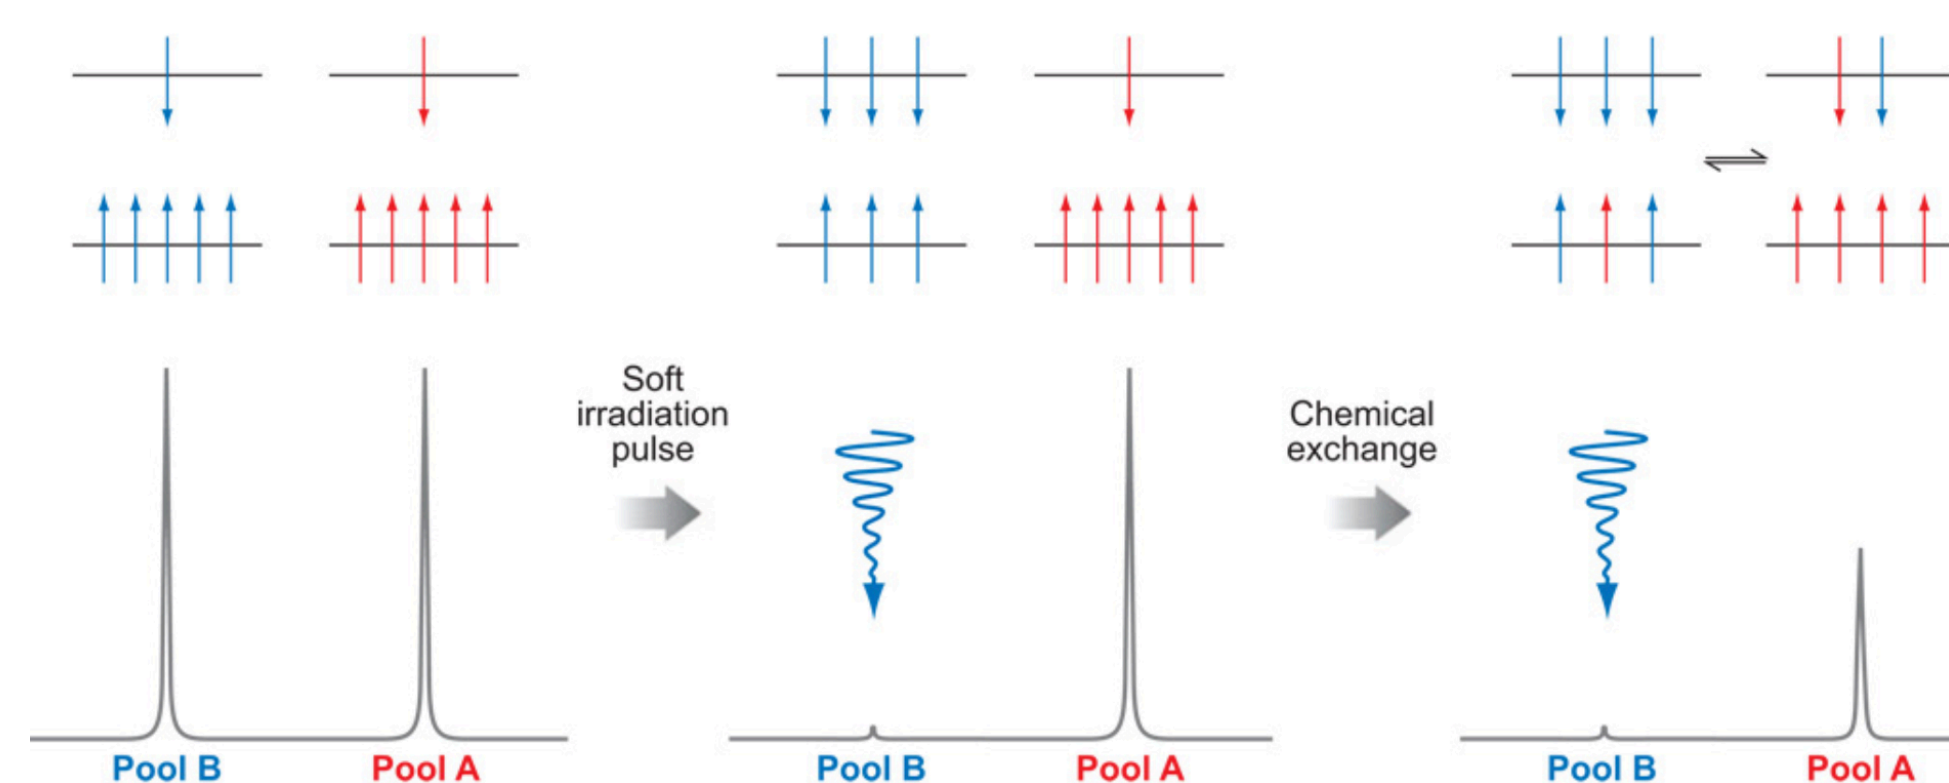 Soft
irradiation
pulse
Chemical
exchange
Pool B
Pool A
Pool B
Pool A
Pool B
Pool A